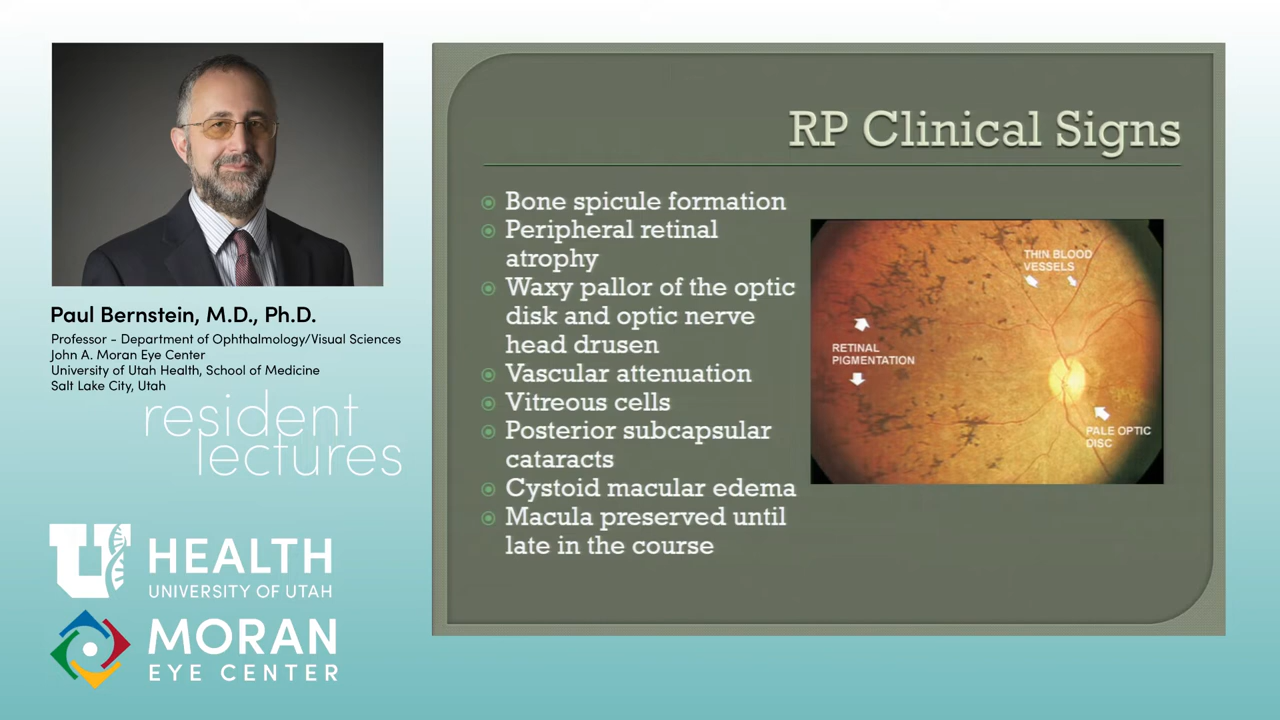 Paul Bernstein, M.D., Ph.D.
Professor - Department of Ophthalmology/Visual Sciences
John A. Moran Eye Center
University of Utah Health, School of Medicine
Salt Lake City, Utah
resident
lectures
U HEALTH
UNIVERSITY OF UTAH
MORAN
EYE CENTER
RP Clinical Signs
Bone spicule formation
Peripheral retinal
atrophy
Waxy pallor of the optic
disk and optic nerve
head drusen
Vascular attenuation
Vitreous cells
Posterior subcapsular
cataracts
Cystoid macular edema
Macula preserved until
late in the course
THIN BLOOD
VESSELS
RETINAL
PIGMENTATION
PALE OPTIC
DISC